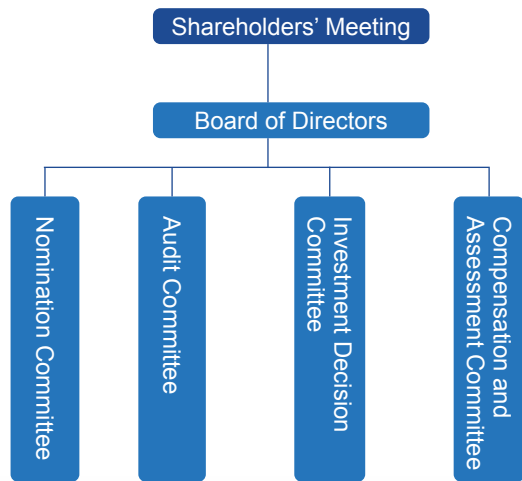 Shareholders’ Meeting
Board of Directors
Nomination Committee
Audit Committee
Investment Decision
Committee
Compensation and
Assessment Committee